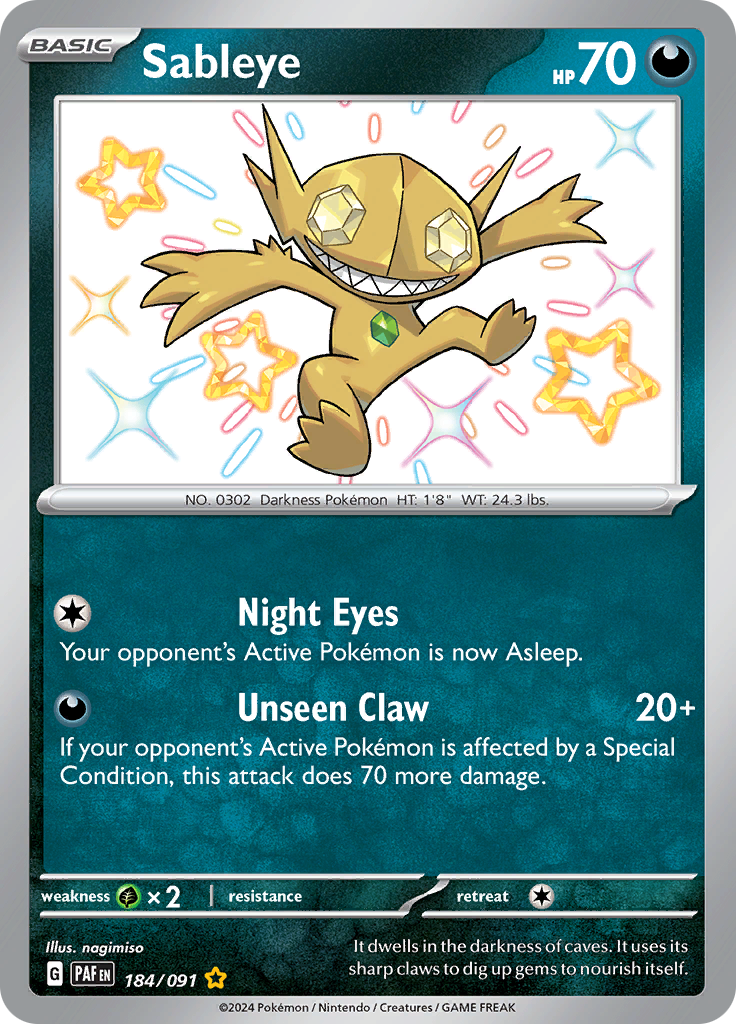 BASIC
Sableye
HP 70
NO. 0302 Darkness Pokémon HT: 1'8" WT: 24.3 lbs.
Night Eyes
Your opponent's Active Pokémon is now Asleep.
Unseen Claw 20+
If your opponent's Active Pokémon is affected by a Special
Condition, this attack does 70 more damage.
weakness ×2 resistance retreat
Illus. nagimiso
It dwells in the darkness of caves. It uses its
sharp claws to dig up gems to nourish itself.
G PAF EN 184/091
©2024 Pokémon / Nintendo / Creatures / GAME FREAK